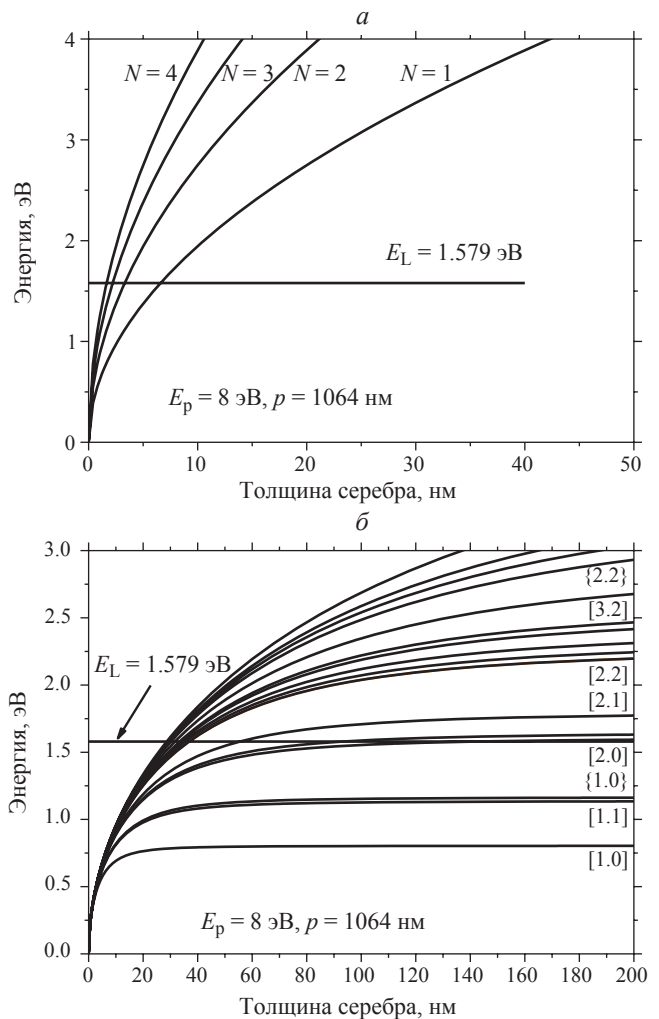 а
4
N = 4
N = 3
N = 2
N = 1
3
Энергия, эВ
2
E_L = 1.579 эВ
1
E_p = 8 эВ, p = 1064 нм
0
0 10 20 30 40 50
Толщина серебра, нм
б
3.0
{2.2}
[3.2]
2.5
E_L = 1.579 эВ
[2.2]
2.0
[2.1]
Энергия, эВ
1.5
[2.0]
{1.0}
1.0
[1.1]
[1.0]
0.5
E_p = 8 эВ, p = 1064 нм
0.0
0 20 40 60 80 100 120 140 160 180 200
Толщина серебра, нм